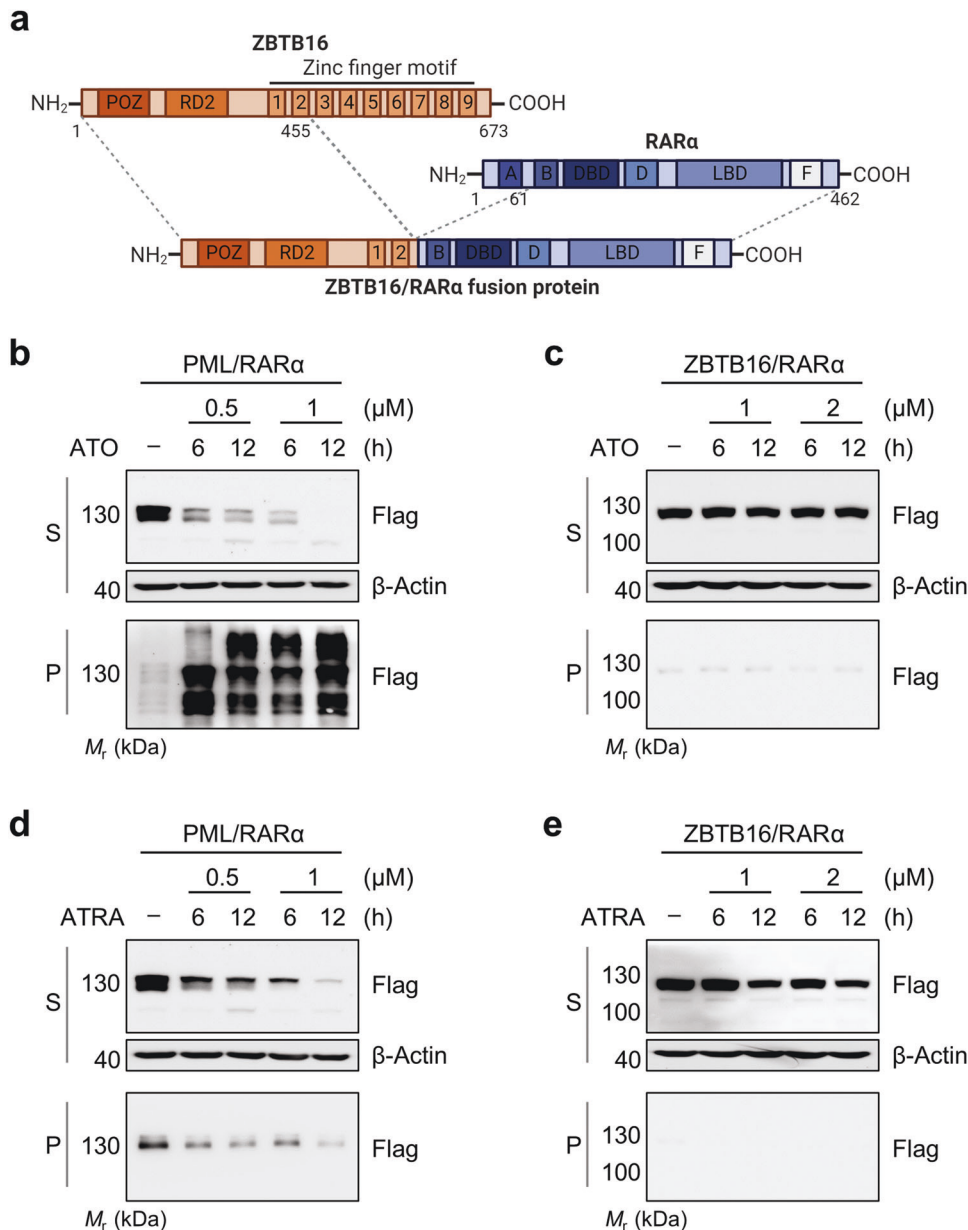 a
ZBTB16
Zinc finger motif
NH2 POZ RD2 1 2 3 4 5 6 7 8 9 COOH
1 455 673
RARα
NH2 A B DBD D LBD F COOH
1 61 462
NH2 POZ RD2 1 2 B DBD D LBD F COOH
ZBTB16/RARα fusion protein
b
PML/RARα
0.5 1 (μM)
ATO – 6 12 6 12 (h)
S 130 Flag
40 β-Actin
P 130 Flag
Mr (kDa)
c
ZBTB16/RARα
1 2 (μM)
ATO – 6 12 6 12 (h)
S 130 Flag
100
40 β-Actin
P 130 Flag
100
Mr (kDa)
d
PML/RARα
0.5 1 (μM)
ATRA – 6 12 6 12 (h)
S 130 Flag
40 β-Actin
P 130 Flag
Mr (kDa)
e
ZBTB16/RARα
1 2 (μM)
ATRA – 6 12 6 12 (h)
S 130 Flag
100
40 β-Actin
P 130 Flag
100
Mr (kDa)